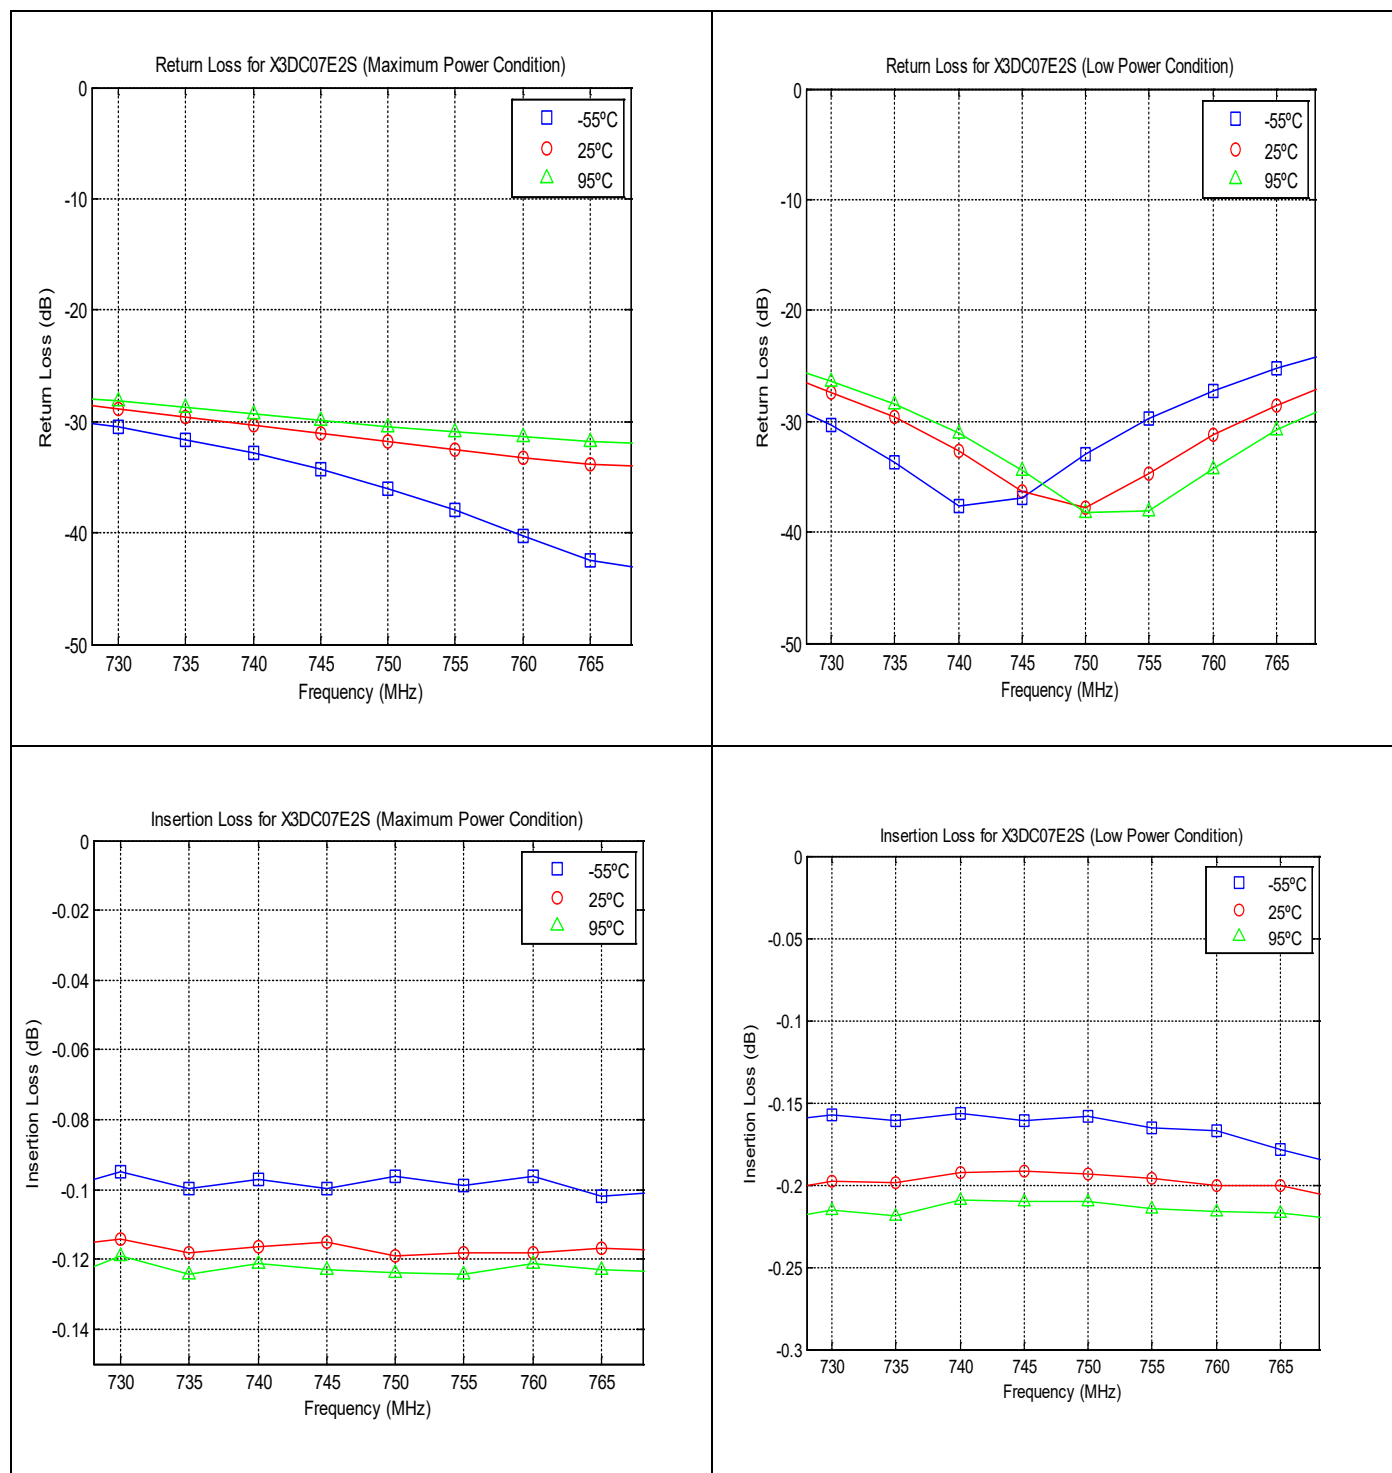 Return Loss for X3DC07E2S (Maximum Power Condition)
0
-10
-20
-30
-40
-50
Return Loss (dB)
-55ºC
25ºC
95ºC
730 735 740 745 750 755 760 765
Frequency (MHz)
Return Loss for X3DC07E2S (Low Power Condition)
0
-10
-20
-30
-40
-50
Return Loss (dB)
-55ºC
25ºC
95ºC
730 735 740 745 750 755 760 765
Frequency (MHz)
Insertion Loss for X3DC07E2S (Maximum Power Condition)
0
-0.02
-0.04
-0.06
-0.08
-0.1
-0.12
-0.14
Insertion Loss (dB)
-55ºC
25ºC
95ºC
730 735 740 745 750 755 760 765
Frequency (MHz)
Insertion Loss for X3DC07E2S (Low Power Condition)
0
-0.05
-0.1
-0.15
-0.2
-0.25
-0.3
Insertion Loss (dB)
-55ºC
25ºC
95ºC
730 735 740 745 750 755 760 765
Frequency (MHz)